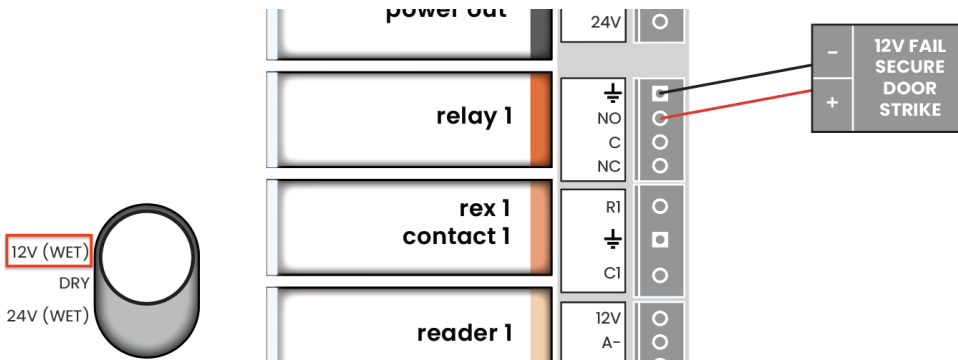 power out
24V
relay 1
NO
C
NC
12V FAIL
SECURE
DOOR
STRIKE
-
+
rex 1
contact 1
R1
C1
12V (WET)
DRY
24V (WET)
reader 1
12V
A-